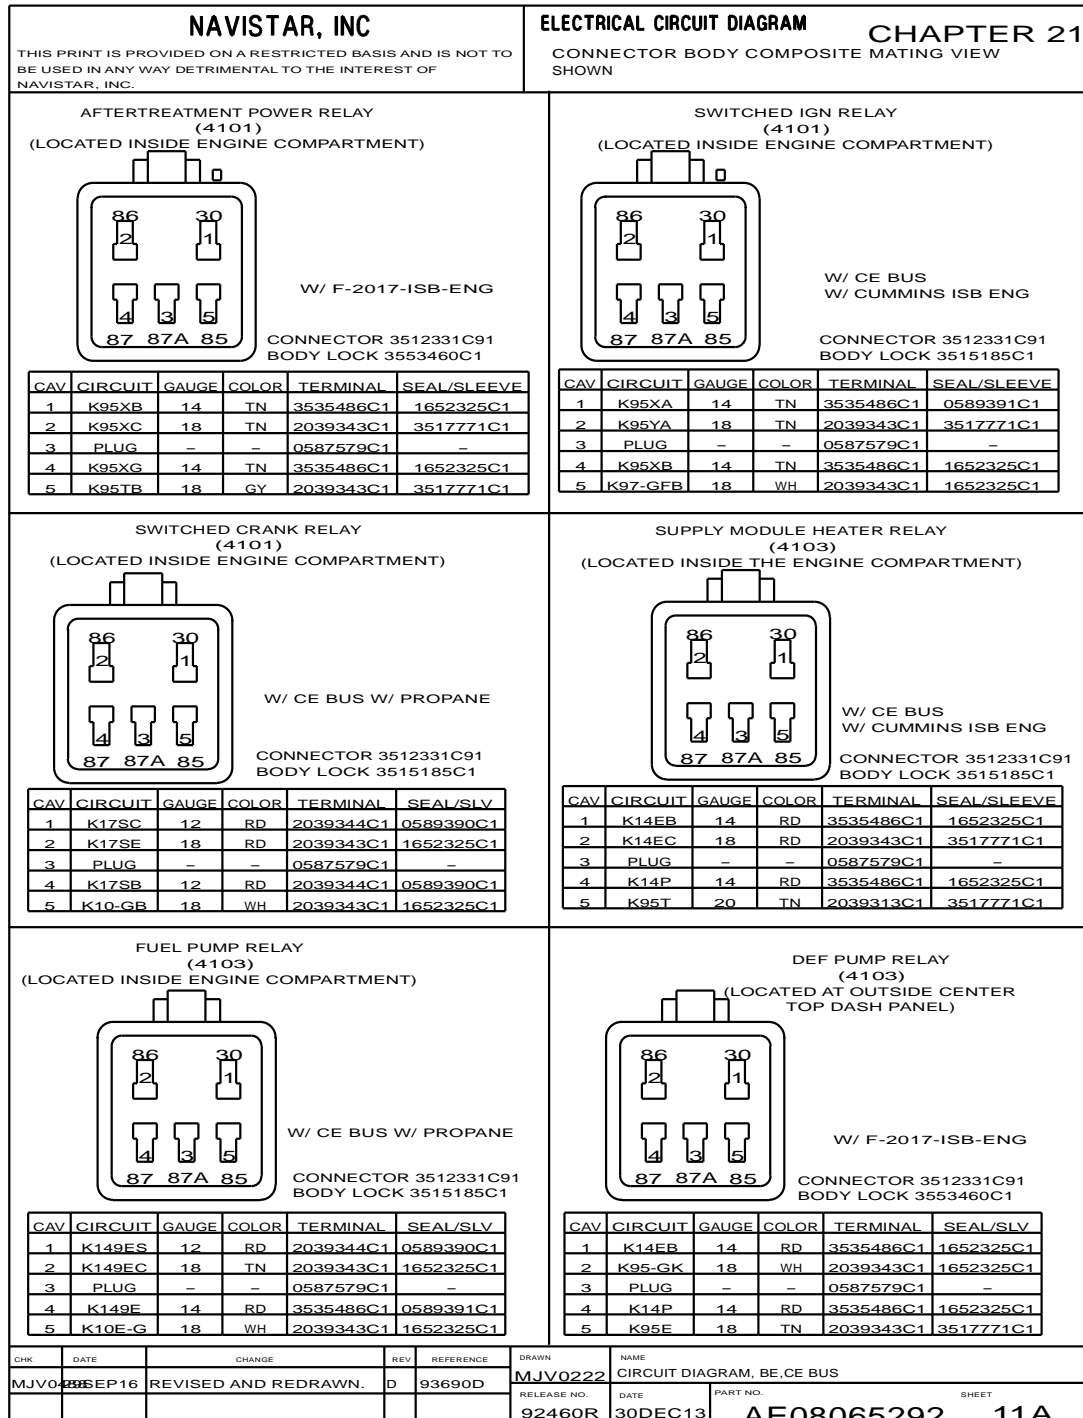 NAVISTAR, INC
THIS PRINT IS PROVIDED ON A RESTRICTED BASIS AND IS NOT TO
BE USED IN ANY WAY DETRIMENTAL TO THE INTEREST OF
NAVISTAR, INC.
ELECTRICAL CIRCUIT DIAGRAM
CHAPTER 21
CONNECTOR BODY COMPOSITE MATING VIEW
SHOWN
AFTERTREATMENT POWER RELAY
(4101)
(LOCATED INSIDE ENGINE COMPARTMENT)
86 30
2 1
4 3 5
87 87A 85
W/ F-2017-ISB-ENG
CONNECTOR 3512331C91
BODY LOCK 3553460C1
CAV CIRCUIT GAUGE COLOR TERMINAL SEAL/SLEEVE
1 K95XB 14 TN 3535486C1 1652325C1
2 K95XC 18 TN 2039343C1 3517771C1
3 PLUG – – 0587579C1 –
4 K95XG 14 TN 3535486C1 1652325C1
5 K95TB 18 GY 2039343C1 3517771C1
SWITCHED IGN RELAY
(4101)
(LOCATED INSIDE ENGINE COMPARTMENT)
86 30
2 1
4 3 5
87 87A 85
W/ CE BUS
W/ CUMMINS ISB ENG
CONNECTOR 3512331C91
BODY LOCK 3515185C1
CAV CIRCUIT GAUGE COLOR TERMINAL SEAL/SLEEVE
1 K95XA 14 TN 3535486C1 0589391C1
2 K95YA 18 TN 2039343C1 3517771C1
3 PLUG – – 0587579C1 –
4 K95XB 14 TN 3535486C1 1652325C1
5 K97-GFB 18 WH 2039343C1 1652325C1
SWITCHED CRANK RELAY
(4101)
(LOCATED INSIDE ENGINE COMPARTMENT)
86 30
2 1
4 3 5
87 87A 85
W/ CE BUS W/ PROPANE
CONNECTOR 3512331C91
BODY LOCK 3515185C1
CAV CIRCUIT GAUGE COLOR TERMINAL SEAL/SLV
1 K17SC 12 RD 2039344C1 0589390C1
2 K17SE 18 RD 2039343C1 1652325C1
3 PLUG – – 0587579C1 –
4 K17SB 12 RD 2039344C1 0589390C1
5 K10-GB 18 WH 2039343C1 1652325C1
SUPPLY MODULE HEATER RELAY
(4103)
(LOCATED INSIDE THE ENGINE COMPARTMENT)
86 30
2 1
4 3 5
87 87A 85
W/ CE BUS
W/ CUMMINS ISB ENG
CONNECTOR 3512331C91
BODY LOCK 3515185C1
CAV CIRCUIT GAUGE COLOR TERMINAL SEAL/SLEEVE
1 K14EB 14 RD 3535486C1 1652325C1
2 K14EC 18 RD 2039343C1 3517771C1
3 PLUG – – 0587579C1 –
4 K14P 14 RD 3535486C1 1652325C1
5 K95T 20 TN 2039313C1 3517771C1
FUEL PUMP RELAY
(4103)
(LOCATED INSIDE ENGINE COMPARTMENT)
86 30
2 1
4 3 5
87 87A 85
W/ CE BUS W/ PROPANE
CONNECTOR 3512331C91
BODY LOCK 3515185C1
CAV CIRCUIT GAUGE COLOR TERMINAL SEAL/SLV
1 K149ES 12 RD 2039344C1 0589390C1
2 K149EC 18 TN 2039343C1 1652325C1
3 PLUG – – 0587579C1 –
4 K149E 14 RD 3535486C1 0589391C1
5 K10E-G 18 WH 2039343C1 1652325C1
DEF PUMP RELAY
(4103)
(LOCATED AT OUTSIDE CENTER
TOP DASH PANEL)
86 30
2 1
4 3 5
87 87A 85
W/ F-2017-ISB-ENG
CONNECTOR 3512331C91
BODY LOCK 3553460C1
CAV CIRCUIT GAUGE COLOR TERMINAL SEAL/SLV
1 K14EB 14 RD 3535486C1 1652325C1
2 K95-GK 18 WH 2039343C1 1652325C1
3 PLUG – – 0587579C1 –
4 K14P 14 RD 3535486C1 1652325C1
5 K95E 18 TN 2039343C1 3517771C1
CHK DATE CHANGE REV REFERENCE
REVISED AND REDRAWN. D 93690D
DRAWN
MJV0222
NAME
CIRCUIT DIAGRAM, BE,CE BUS
RELEASE NO.
92460R
DATE
30DEC13
PART NO.
AE08065292
SHEET
11A